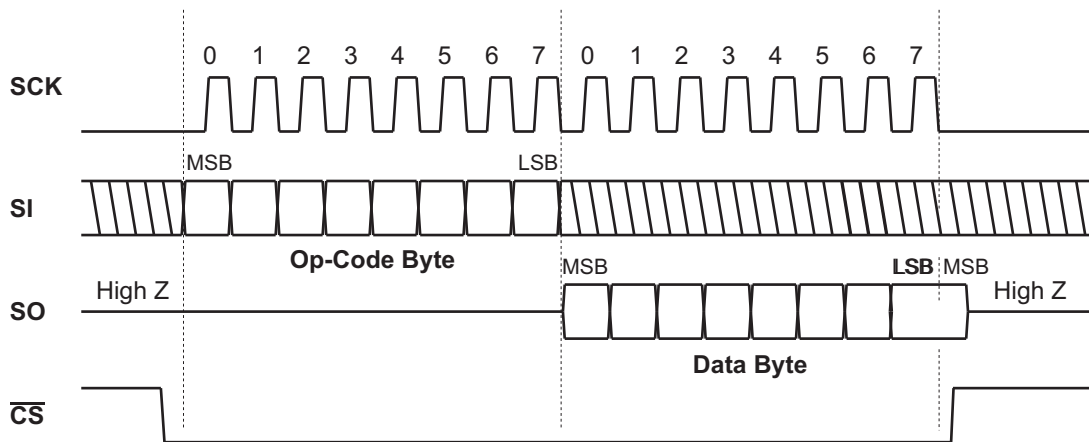 0 1 2 3 4 5 6 7 0 1 2 3 4 5 6 7
SCK
MSB LSB
SI
Op-Code Byte
MSB LSB MSB
High Z High Z
SO
Data Byte
CS